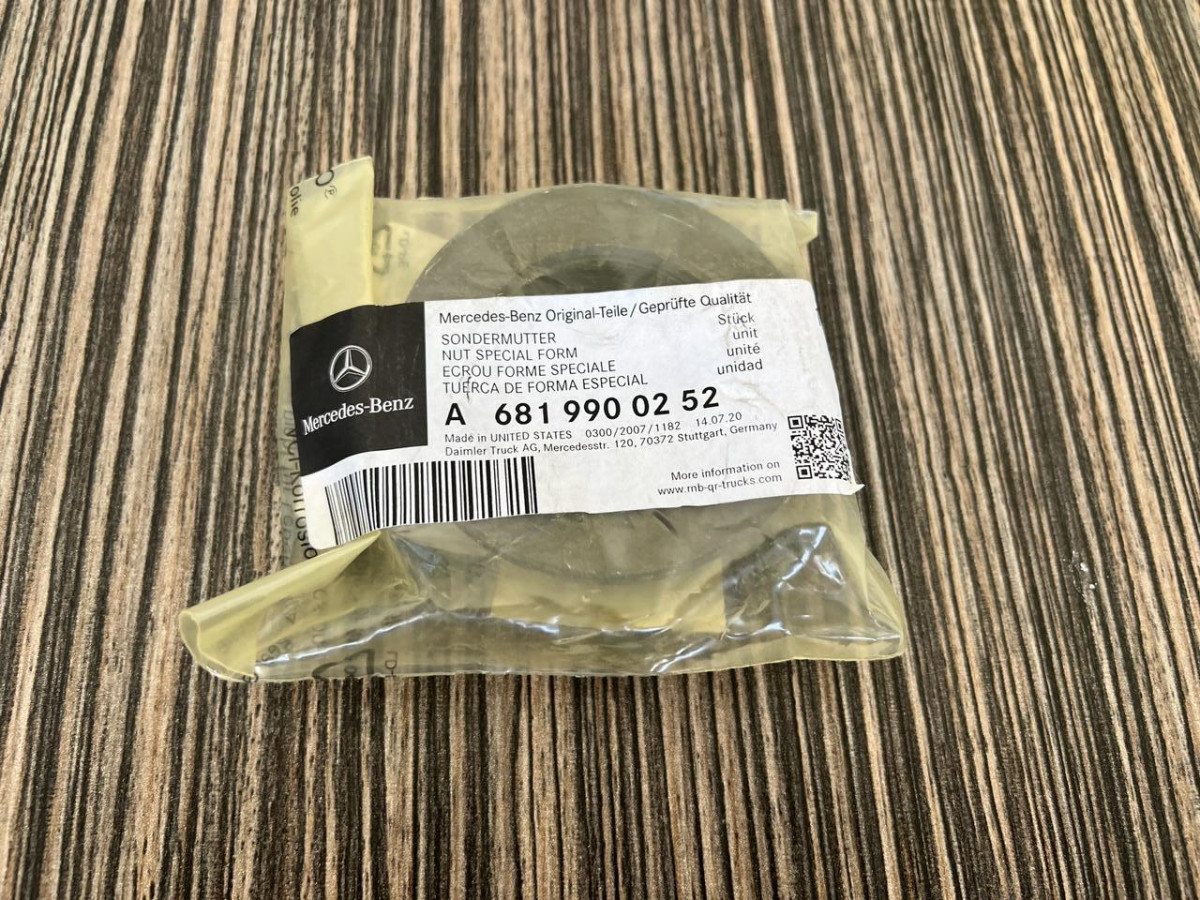 Mercedes-Benz
Mercedes-Benz Original-Teile/Geprüfte Qualität
SONDERMUTTER Stück
NUT SPECIAL FORM unit
ECROU FORME SPECIALE unité
TUERCA DE FORMA ESPECIAL unidad
A 681 990 02 52
Made in UNITED STATES 0300/2007/1182 14.07.20
Daimler Truck AG, Mercedesstr. 120, 70372 Stuttgart, Germany
More information on
www.mb-qr-trucks.com